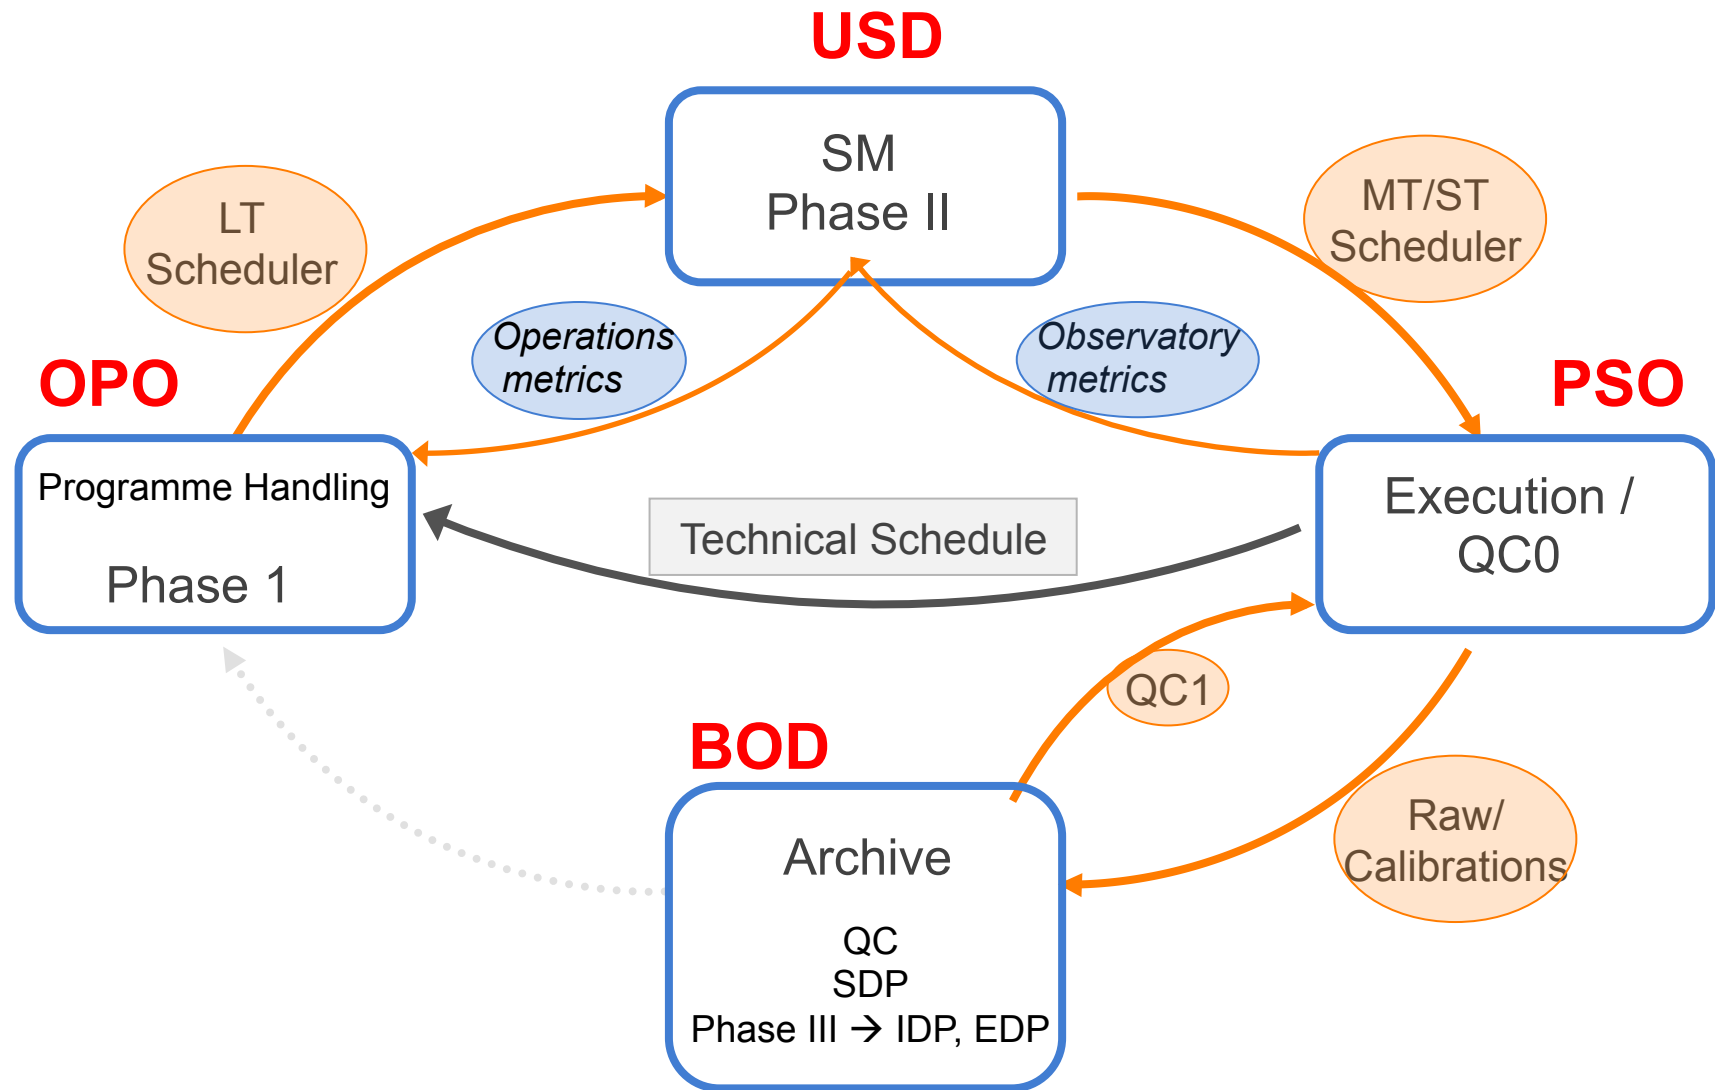 USD
SM
Phase II
LT
Scheduler
MT/ST
Scheduler
Operations
metrics
Observatory
metrics
OPO
PSO
Programme Handling
Phase 1
Technical Schedule
Execution /
QC0
QC1
BOD
Raw/
Calibrations
Archive
QC
SDP
Phase III → IDP, EDP